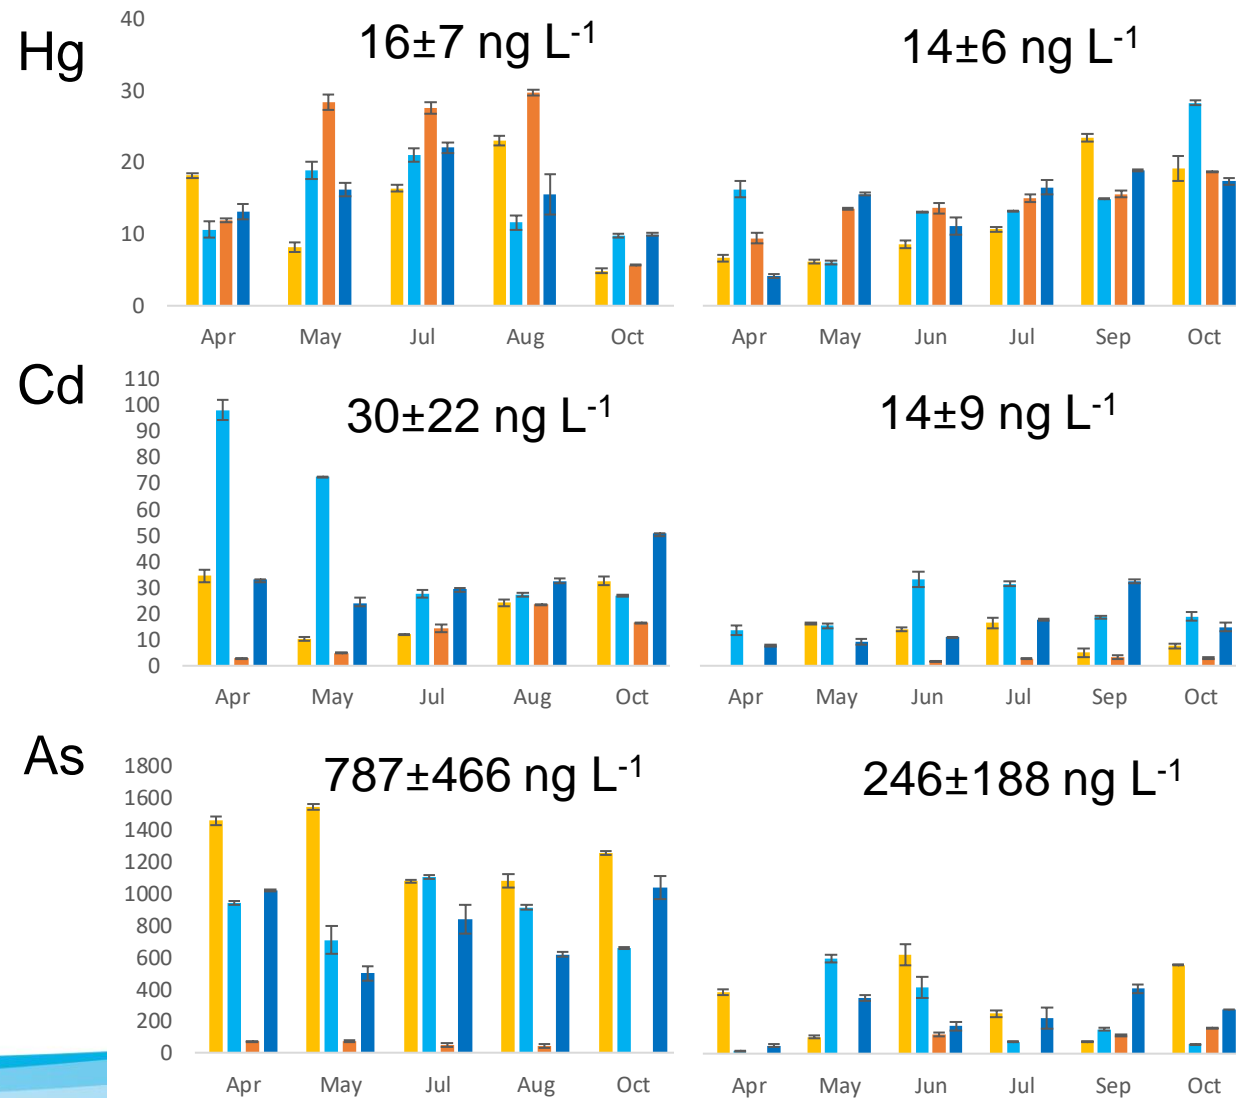 Hg
16±7 ng L-1
14±6 ng L-1
40
30
20
10
0
Apr May Jul Aug Oct
Apr May Jun Jul Sep Oct
Cd
30±22 ng L-1
14±9 ng L-1
110
100
90
80
70
60
50
40
30
20
10
0
Apr May Jul Aug Oct
Apr May Jun Jul Sep Oct
As
787±466 ng L-1
246±188 ng L-1
1800
1600
1400
1200
1000
800
600
400
200
0
Apr May Jul Aug Oct
Apr May Jun Jul Sep Oct